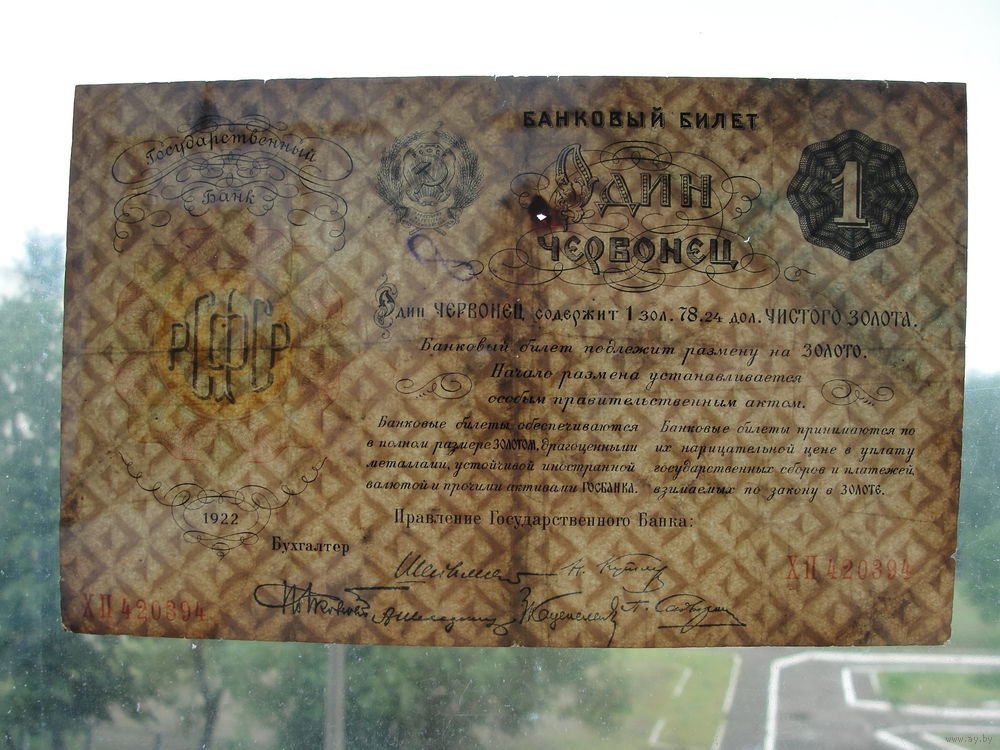 Государственный
Банк
РСФСР
1922
БАНКОВЫЙ БИЛЕТ
ОДИН
ЧЕРВОНЕЦ
1
Один ЧЕРВОНЕЦ содержит 1 зол. 78.24 дол. ЧИСТОГО ЗОЛОТА.
Банковый билет подлежит размену на ЗОЛОТО.
Начало размена устанавливается
особым правительственным актом.
Банковые билеты обеспечиваются
в полном размере ЗОЛОТОМ, драгоценными
металлами, устойчивой иностранной
валютой и прочими активами ГОСБАНКА.
Банковые билеты принимаются по
их нарицательной цене в уплату
государственных сборов и платежей,
взимаемых по закону в ЗОЛОТЕ.
Правление Государственного Банка:
Бухгалтер
ХП 420394
ХП 420394
www.ay.by